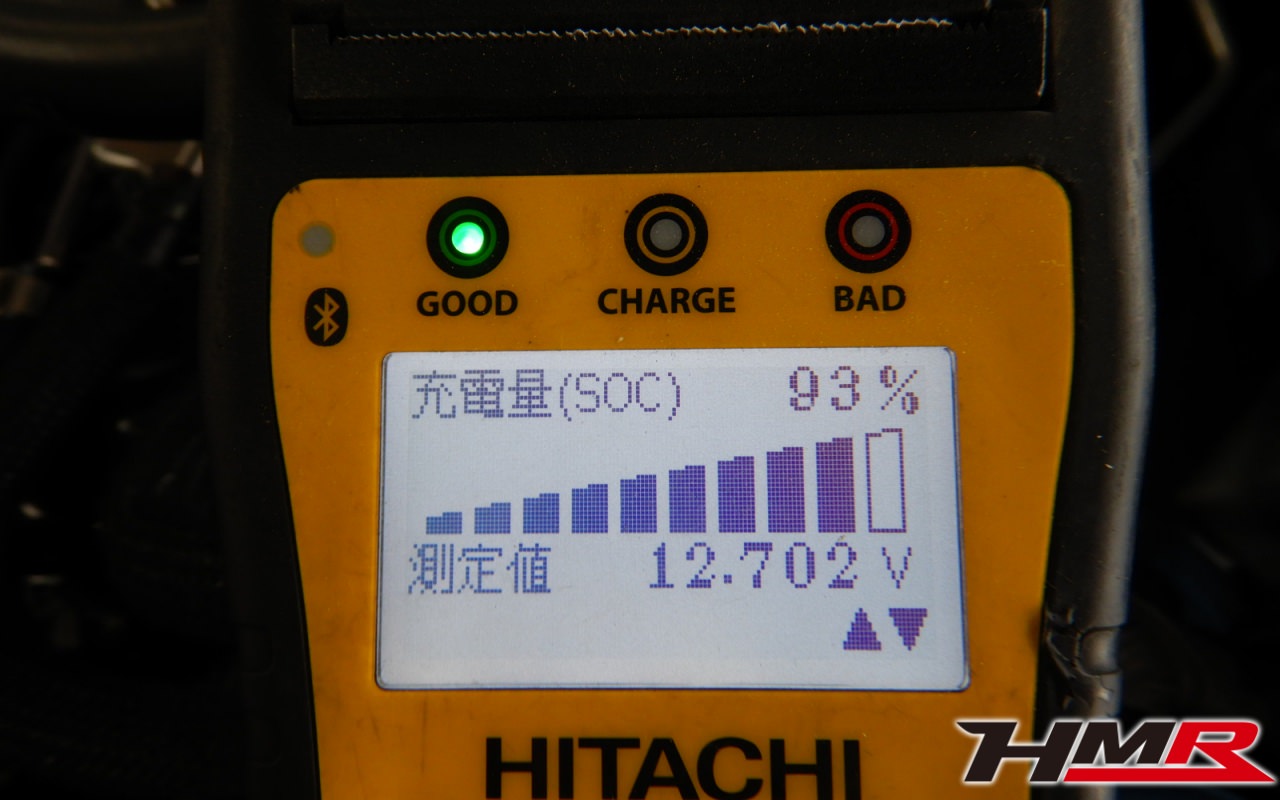 GOOD CHARGE BAD
充電量(SOC) 93%
測定値 12.702 V
HITACHI
HMR